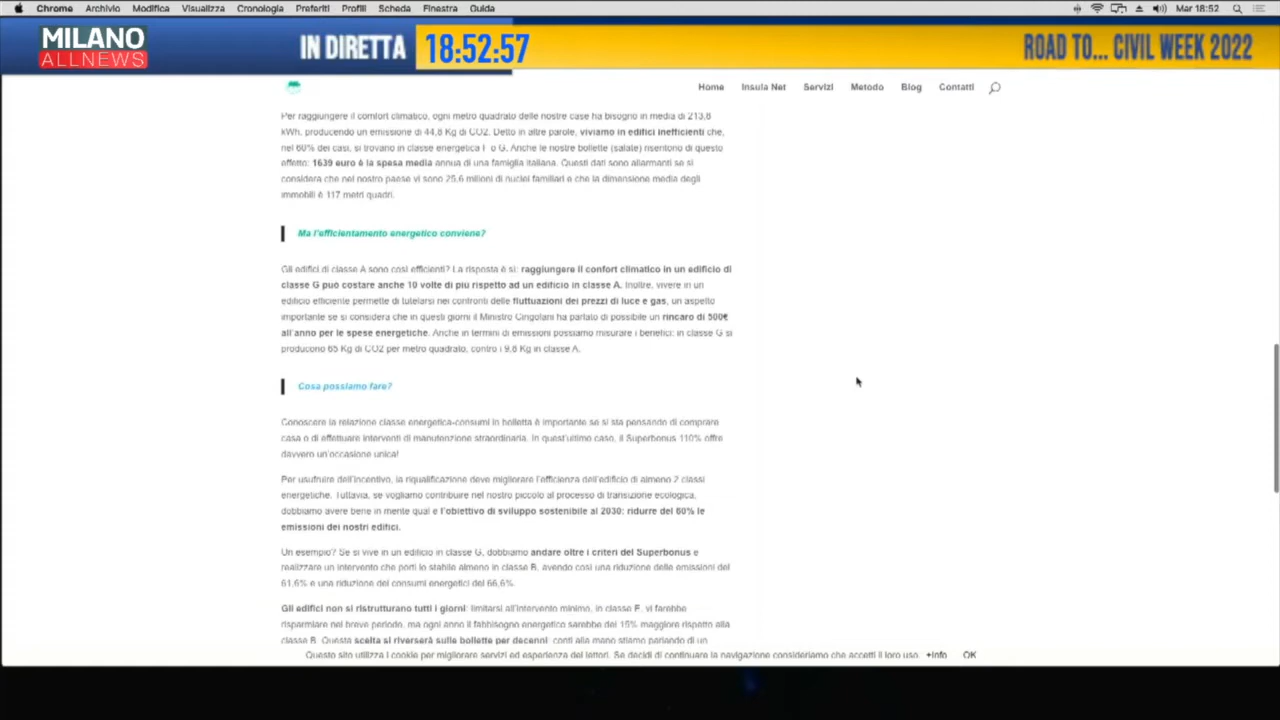 Chrome Archivio Modifica Visualizza Cronologia Preferiti Profili Scheda Finestra Guida Mar 18:52
MILANO
ALLNEWS
IN DIRETTA 18:52:57 ROAD TO... CIVIL WEEK 2022
Home Insula Net Servizi Metodo Blog Contatti
Per raggiungere il comfort climatico, ogni metro quadrato delle nostre case ha bisogno in media di 213,8
kWh, producendo un emissione di 44,8 Kg di CO2. Detto in altre parole, viviamo in edifici inefficienti che,
nel 60% dei casi, si trovano in classe energetica F o G. Anche le nostre bollette (salate) risentono di questo
effetto: 1639 euro è la spesa media annua di una famiglia italiana. Questi dati sono allarmanti se si
considera che nel nostro paese vi sono 25.6 milioni di nuclei familiari e che la dimensione media degli
immobili è 117 metri quadri.
Ma l'efficientamento energetico conviene?
Gli edifici di classe A sono così efficienti? La risposta è sì: raggiungere il confort climatico in un edificio di
classe G può costare anche 10 volte di più rispetto ad un edificio in classe A. Inoltre, vivere in un
edificio efficiente permette di tutelarsi nei confronti delle fluttuazioni dei prezzi di luce e gas, un aspetto
importante se si considera che in questi giorni il Ministro Cingolani ha parlato di possibile un rincaro di 500€
all'anno per le spese energetiche. Anche in termini di emissioni possiamo misurare i benefici: in classe G si
producono 65 Kg di CO2 per metro quadrato, contro i 9.8 Kg in classe A.
Cosa possiamo fare?
Conoscere la relazione classe energetica-consumi in bolletta è importante se si sta pensando di comprare
casa o di effettuare interventi di manutenzione straordinaria. In quest'ultimo caso, il Superbonus 110% offre
davvero un'occasione unica!
Per usufruire dell'incentivo, la riqualificazione deve migliorare l'efficienza dell'edificio di almeno 2 classi
energetiche. Tuttavia, se vogliamo contribuire nel nostro piccolo al processo di transizione ecologica,
dobbiamo avere bene in mente qual è l'obiettivo di sviluppo sostenibile al 2030: ridurre del 60% le
emissioni dei nostri edifici.
Un esempio? Se si vive in un edificio in classe G, dobbiamo andare oltre i criteri del Superbonus e
realizzare un intervento che porti lo stabile almeno in classe B, avendo così una riduzione delle emissioni del
61,6% e una riduzione dei consumi energetici del 66,6%.
Gli edifici non si ristrutturano tutti i giorni: limitarsi all'intervento minimo, in classe E, vi farebbe
risparmiare nel breve periodo, ma ogni anno il fabbisogno energetico sarebbe del 15% maggiore rispetto alla
classe B. Questa scelta si riverserà sulle bollette per decenni: conti alla mano stiamo parlando di un
Questo sito utilizza i cookie per migliorare servizi ed esperienza dei lettori. Se decidi di continuare la navigazione consideriamo che accetti il loro uso. +Info OK